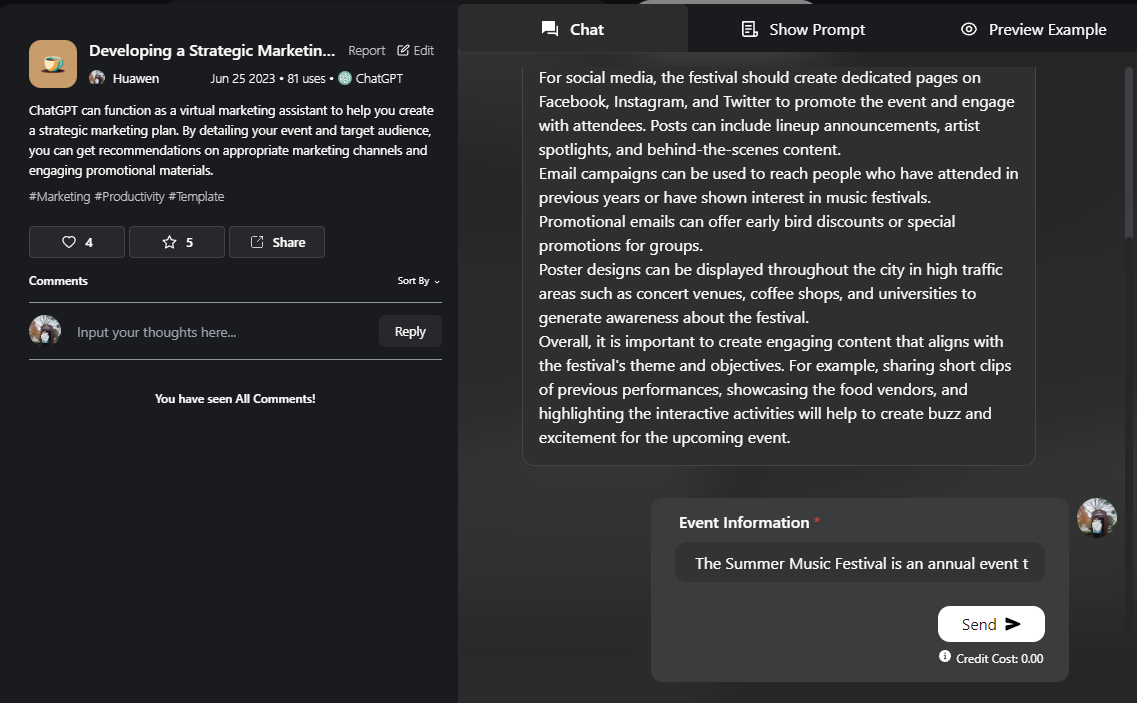 Developing a Strategic Marketin...
Report
Edit
Huawen
Jun 25 2023 • 81 uses • ChatGPT
ChatGPT can function as a virtual marketing assistant to help you create
a strategic marketing plan. By detailing your event and target audience,
you can get recommendations on appropriate marketing channels and
engaging promotional materials.
#Marketing #Productivity #Template
4
5
Share
Comments
Sort By
Input your thoughts here...
Reply
You have seen All Comments!
Chat
Show Prompt
Preview Example
For social media, the festival should create dedicated pages on
Facebook, Instagram, and Twitter to promote the event and engage
with attendees. Posts can include lineup announcements, artist
spotlights, and behind-the-scenes content.
Email campaigns can be used to reach people who have attended in
previous years or have shown interest in music festivals.
Promotional emails can offer early bird discounts or special
promotions for groups.
Poster designs can be displayed throughout the city in high traffic
areas such as concert venues, coffee shops, and universities to
generate awareness about the festival.
Overall, it is important to create engaging content that aligns with
the festival's theme and objectives. For example, sharing short clips
of previous performances, showcasing the food vendors, and
highlighting the interactive activities will help to create buzz and
excitement for the upcoming event.
Event Information *
The Summer Music Festival is an annual event t
Send
Credit Cost: 0.00